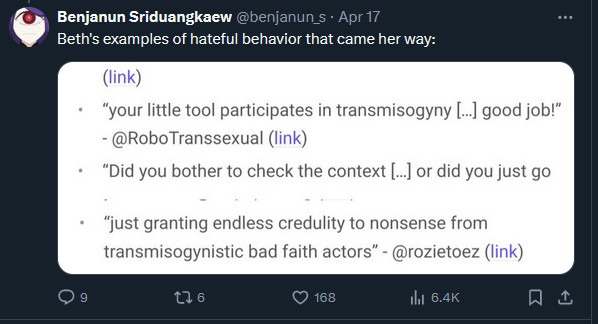 Benjanun Sriduangkaew @benjanun_s · Apr 17
Beth's examples of hateful behavior that came her way:
(link)
• “your little tool participates in transmisogyny [...] good job!”
- @RoboTranssexual (link)
• “Did you bother to check the context [...] or did you just go
• “just granting endless credulity to nonsense from
transmisogynistic bad faith actors” - @rozietoez (link)
9 6 168 6.4K